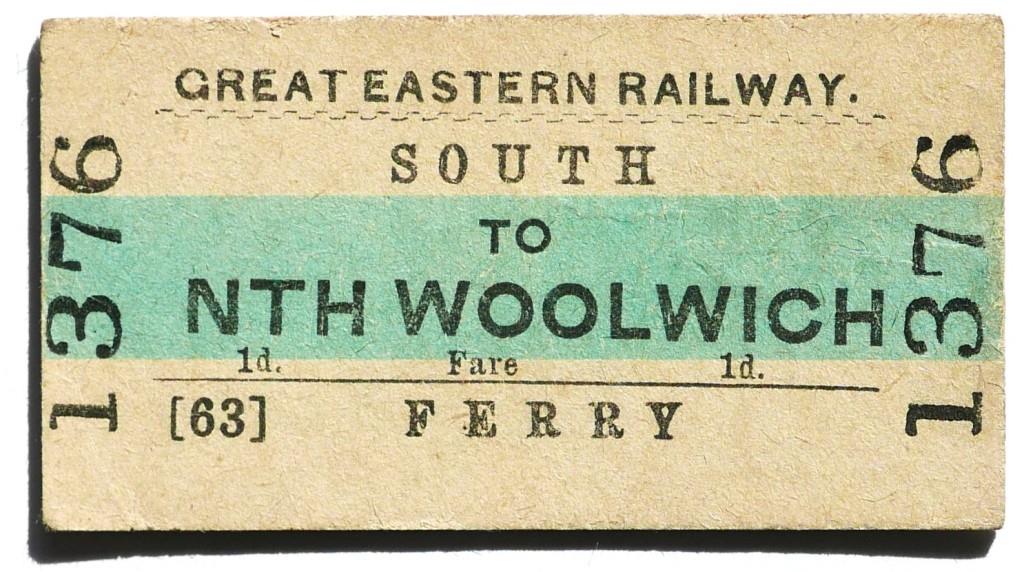 GREAT EASTERN RAILWAY.
SOUTH
TO
NTH WOOLWICH
1d. Fare 1d.
[63] FERRY
1376
1376